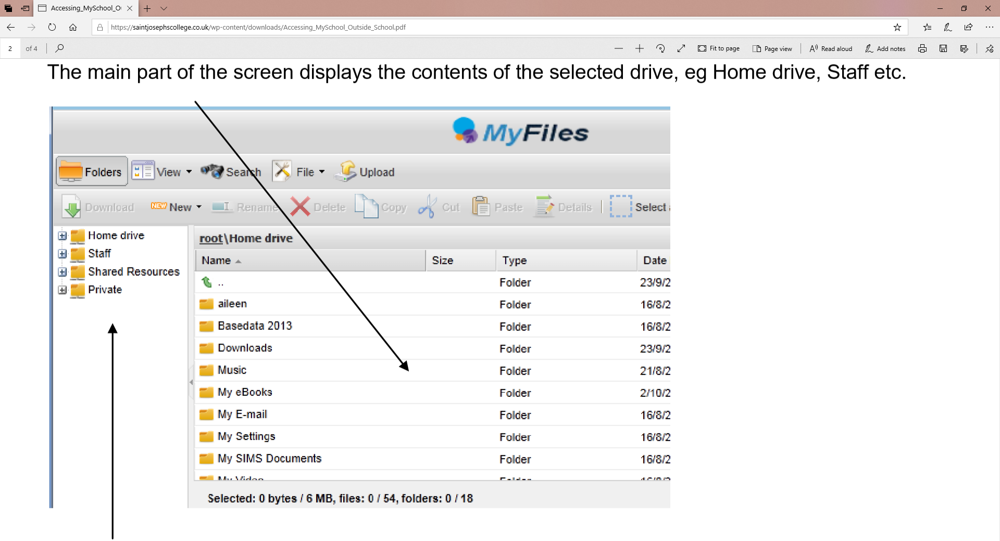 Accessing_MySchool_O
https://saintjosephscollege.co.uk/wp-content/downloads/Accessing_MySchool_Outside_School.pdf
2 of 4 Fit to page Page view Read aloud Add notes
The main part of the screen displays the contents of the selected drive, eg Home drive, Staff etc.
MyFiles
Folders View Search File Upload
Download NEW New Rename Delete Copy Cut Paste Details Select
Home drive
Staff
Shared Resources
Private
root\Home drive
Name Size Type Date
.. Folder 23/9/2
aileen Folder 16/8/2
Basedata 2013 Folder 16/8/2
Downloads Folder 23/9/2
Music Folder 21/8/2
My eBooks Folder 2/10/2
My E-mail Folder 16/8/2
My Settings Folder 16/8/2
My SIMS Documents Folder 16/8/2
My Video Folder 16/8/2
Selected: 0 bytes / 6 MB, files: 0 / 54, folders: 0 / 18